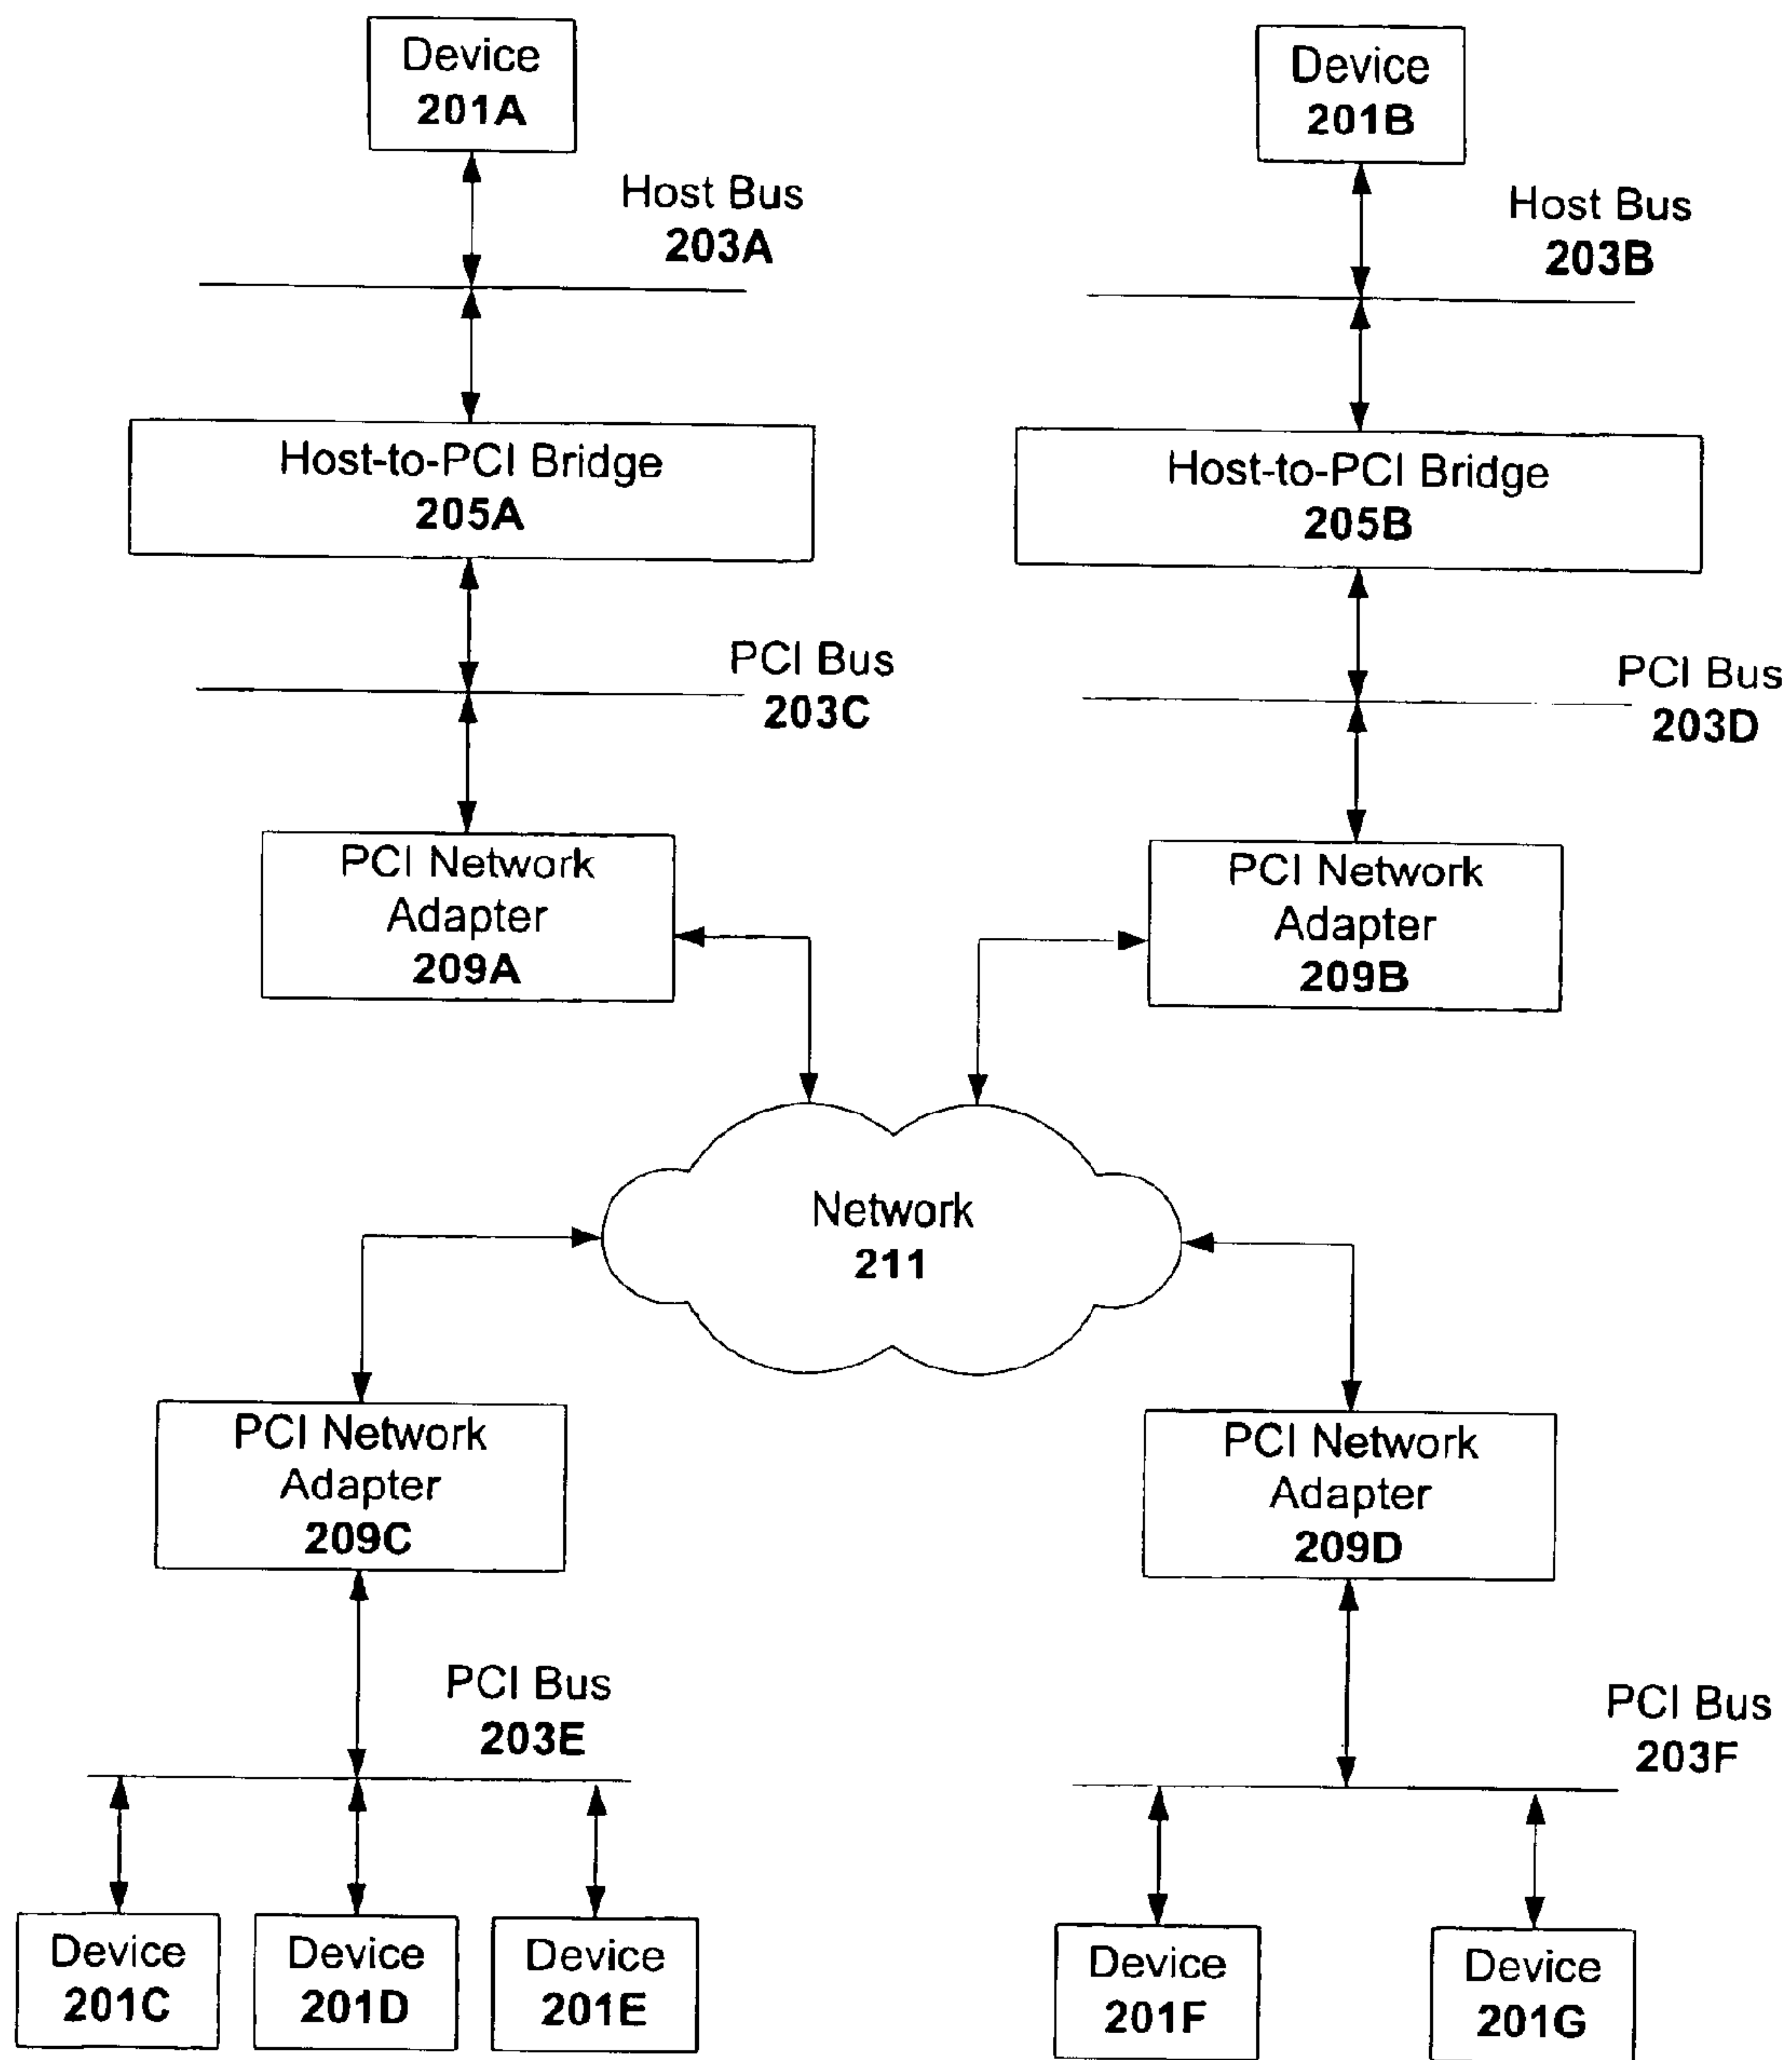 Device
201A
Device
201B
Host Bus
203A
Host Bus
203B
Host-to-PCI Bridge
205A
Host-to-PCI Bridge
205B
PCI Bus
203C
PCI Bus
203D
PCI Network
Adapter
209A
PCI Network
Adapter
209B
Network
211
PCI Network
Adapter
209C
PCI Network
Adapter
209D
PCI Bus
203E
PCI Bus
203F
Device
201C
Device
201D
Device
201E
Device
201F
Device
201G